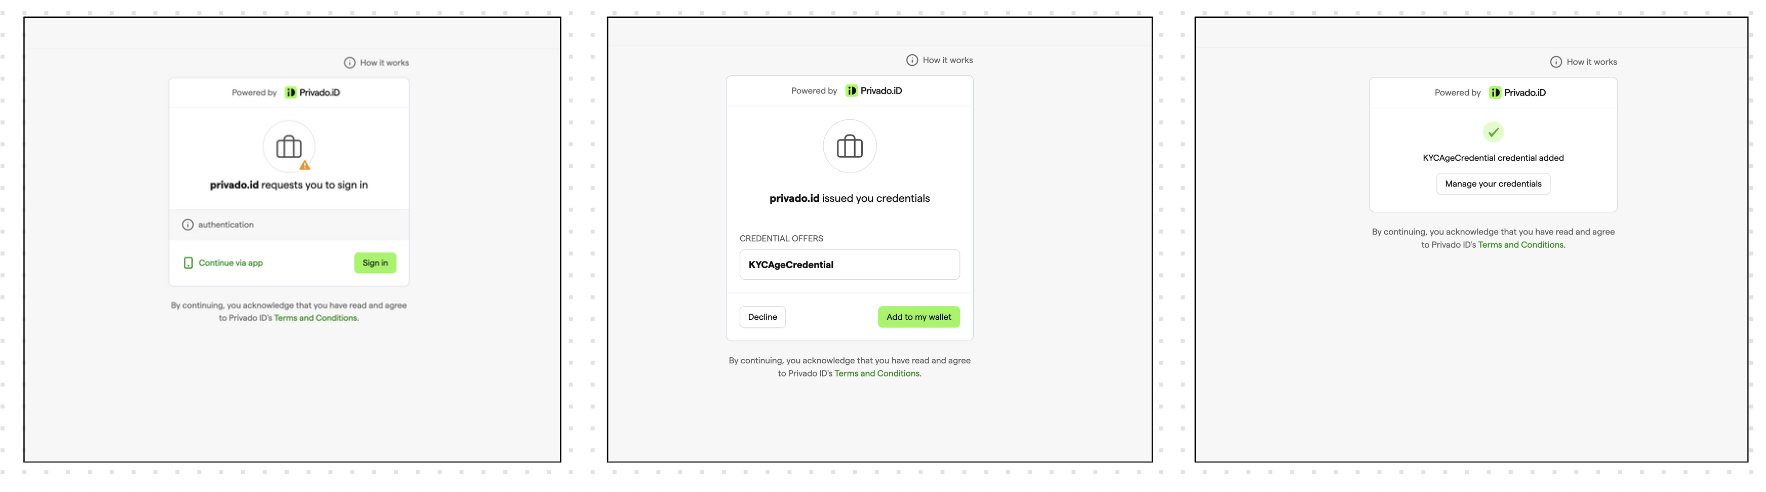 How it works
Powered by iD Privado.iD
privado.id requests you to sign in
authentication
Continue via app
Sign in
By continuing, you acknowledge that you have read and agree
to Privado ID's Terms and Conditions.
How it works
Powered by iD Privado.iD
privado.id issued you credentials
CREDENTIAL OFFERS
KYCAgeCredential
Decline
Add to my wallet
By continuing, you acknowledge that you have read and agree
to Privado ID's Terms and Conditions.
How it works
Powered by iD Privado.iD
KYCAgeCredential credential added
Manage your credentials
By continuing, you acknowledge that you have read and agree
to Privado ID's Terms and Conditions.